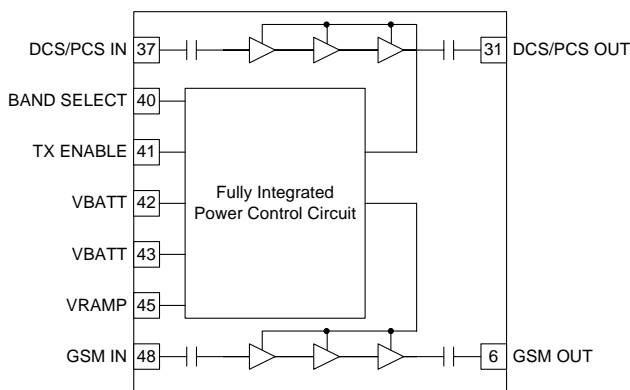 DCS/PCS IN 37
31 DCS/PCS OUT
BAND SELECT 40
TX ENABLE 41
VBATT 42
Fully Integrated
Power Control Circuit
VBATT 43
VRAMP 45
GSM IN 48
6 GSM OUT